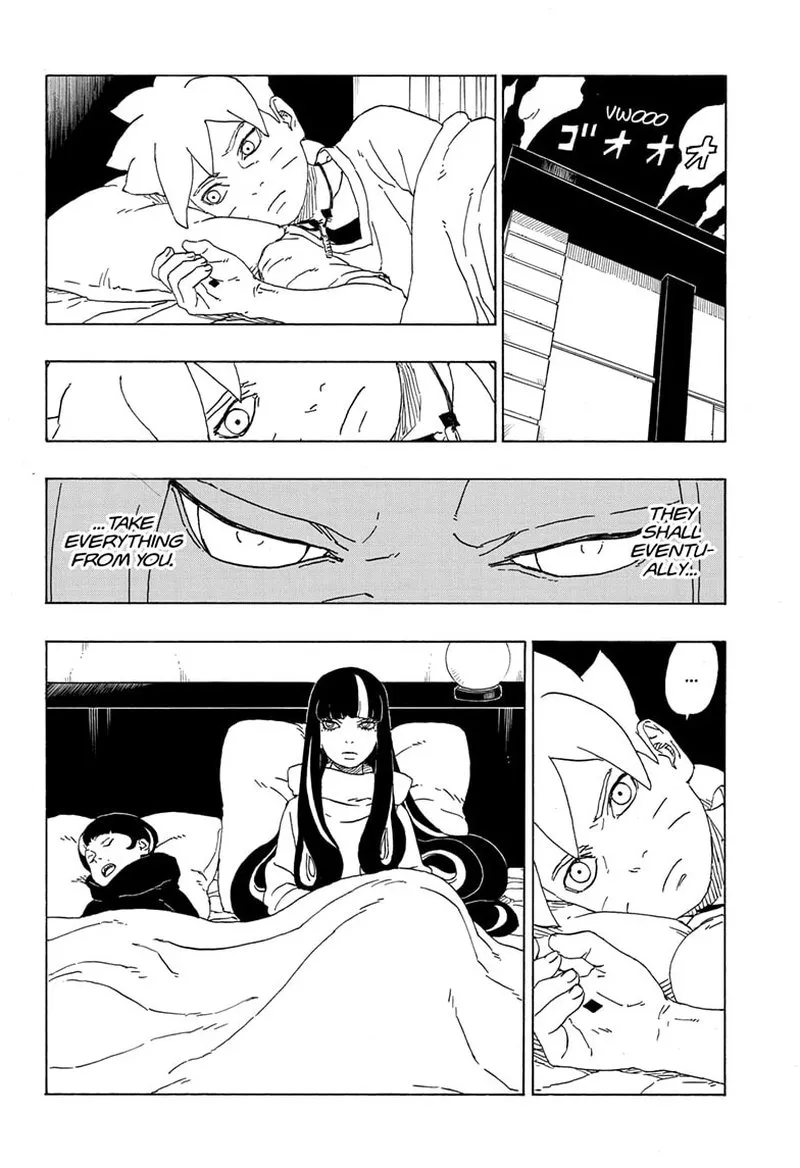 VWOOO
ゴオオオ
THEY
SHALL
EVENTU-
ALLY...
...TAKE
EVERYTHING
FROM YOU.
...